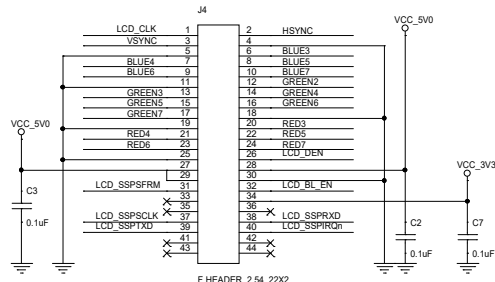 J4
LCD_CLK 1 2 HSYNC
VSYNC 3 4
5 6 BLUE3
BLUE4 7 8 BLUE5
BLUE6 9 10 BLUE7
11 12 GREEN2
GREEN3 13 14 GREEN4
GREEN5 15 16 GREEN6
GREEN7 17 18
19 20 RED3
RED4 21 22 RED5
RED6 23 24 RED7
25 26 LCD_DEN
27 28
29 30
LCD_SSPSFRM 31 32 LCD_BL_EN
33 34
35 36
LCD_SSPSCLK 37 38 LCD_SSPRXD
LCD_SSPTXD 39 40 LCD_SSPIRQn
41 42
43 44
F HEADER 2.54 22X2
VCC_5V0
C3
0.1uF
VCC_5V0
C2
0.1uF
VCC_3V3
C7
0.1uF